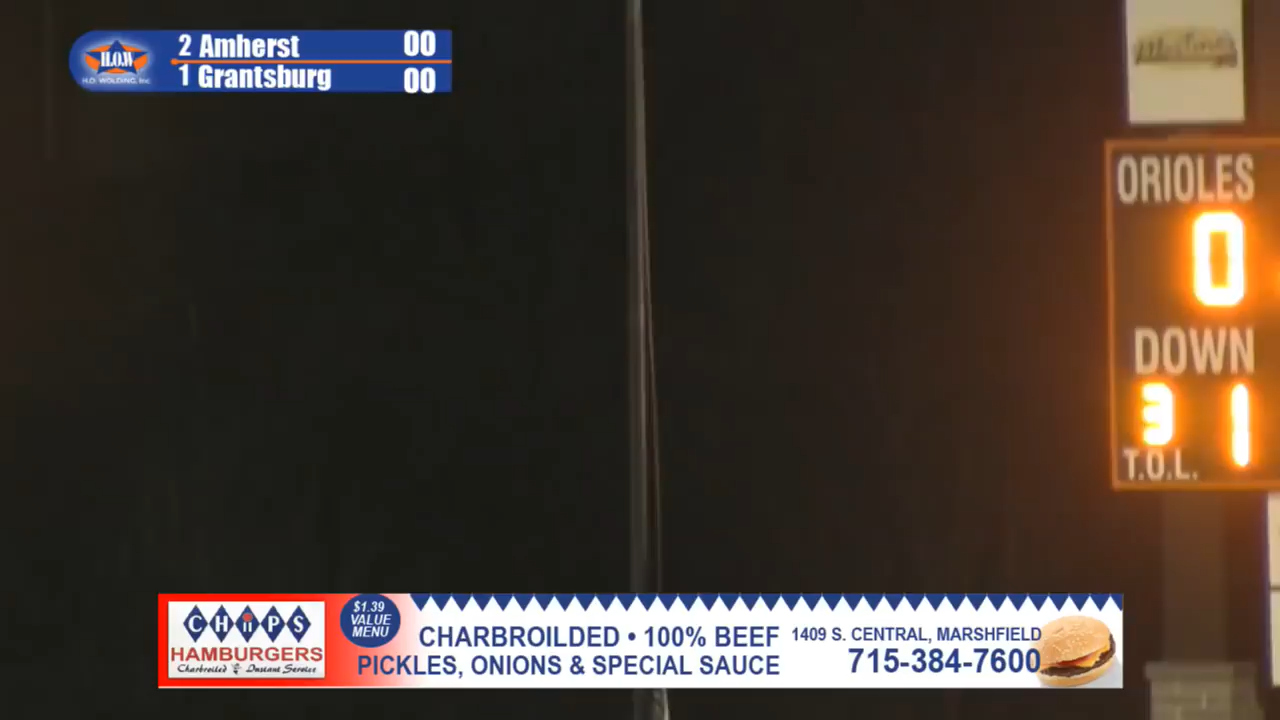 H.O.W
H.O. WOLDING, Inc
2 Amherst 00
1 Grantsburg 00
ORIOLES
0
DOWN
3 1
T.O.L.
CHIPS
HAMBURGERS
Charbroiled Instant Service
$1.39
VALUE
MENU
CHARBROILDED • 100% BEEF
PICKLES, ONIONS & SPECIAL SAUCE
1409 S. CENTRAL, MARSHFIELD
715-384-7600